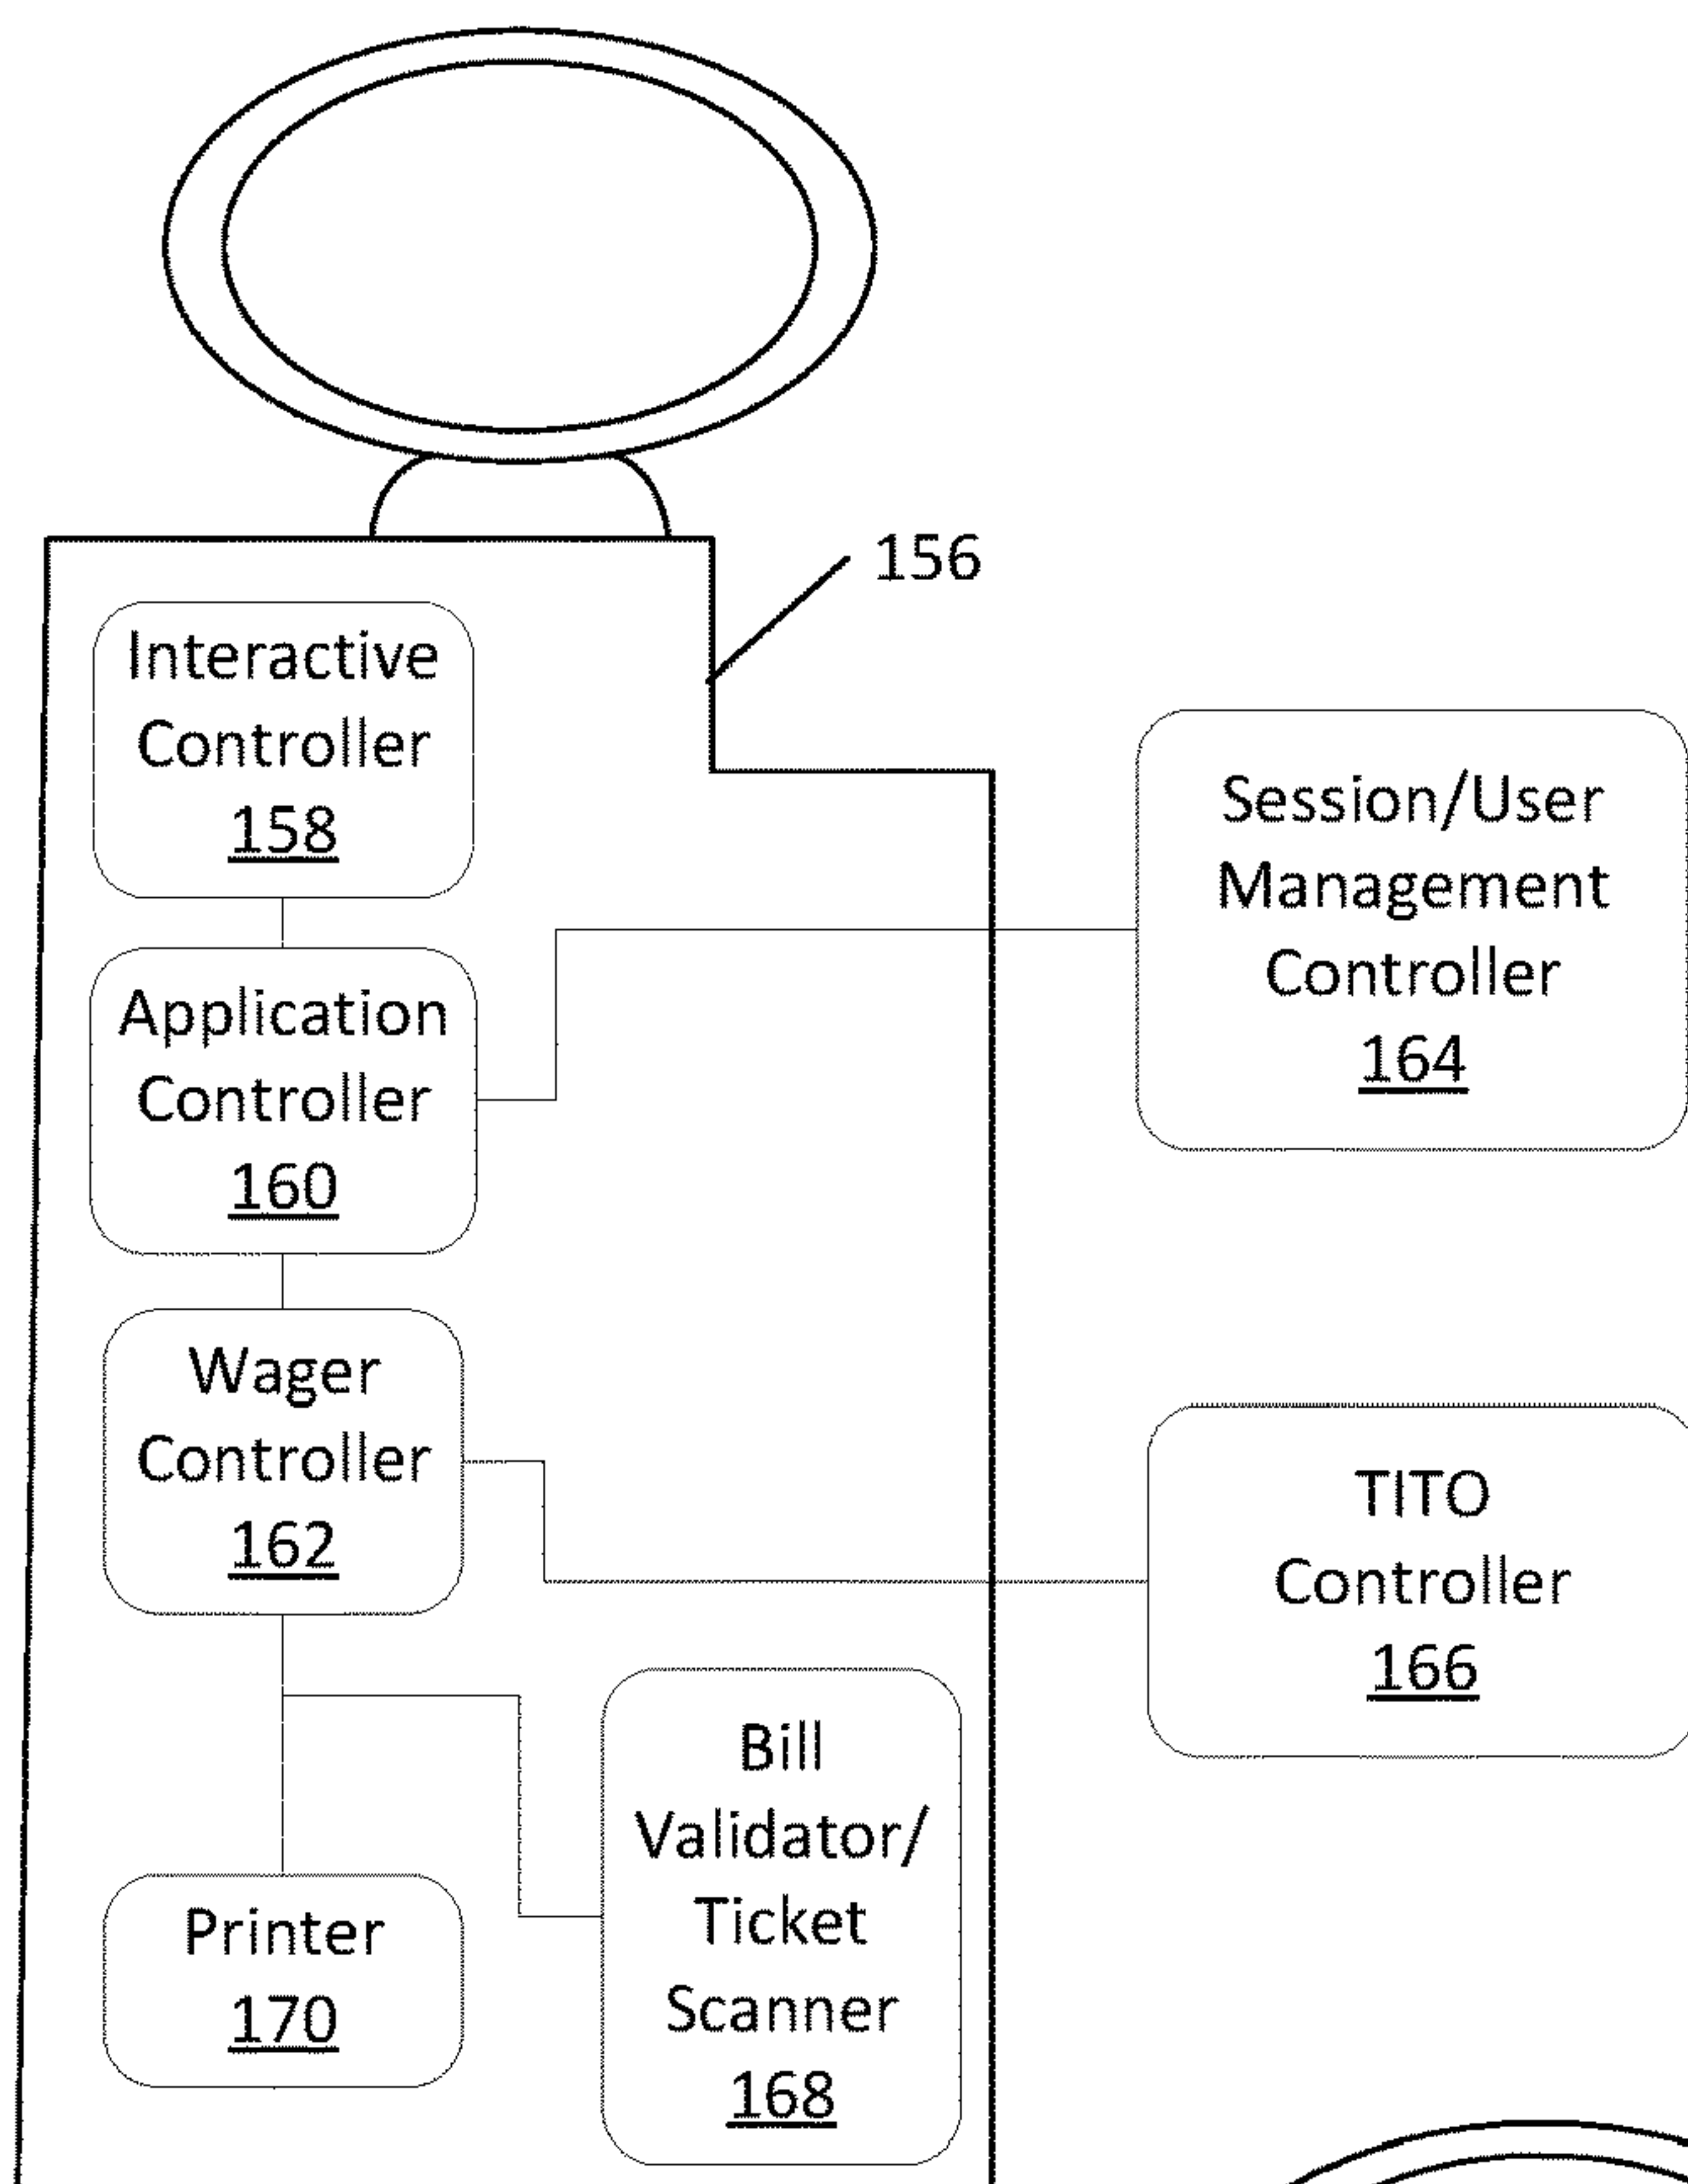 156
Interactive
Controller
158
Session/User
Management
Controller
164
Application
Controller
160
Wager
Controller
162
TITO
Controller
166
Bill
Validator/
Ticket
Scanner
168
Printer
170